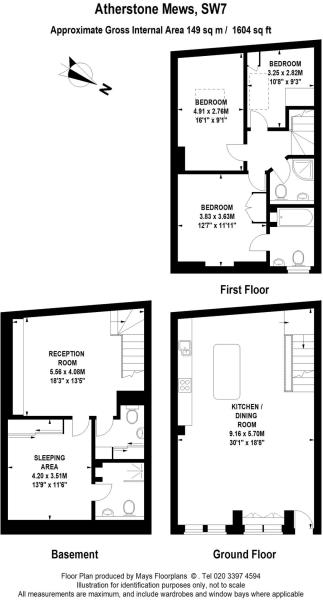 Atherstone Mews, SW7
Approximate Gross Internal Area 149 sq m / 1604 sq ft
BEDROOM
3.25 x 2.82M
10'8" x 9'3"
BEDROOM
4.91 x 2.76M
16'1" x 9'1"
BEDROOM
3.83 x 3.63M
12'7" x 11'11"
First Floor
RECEPTION
ROOM
5.56 x 4.08M
18'3" x 13'5"
SLEEPING
AREA
4.20 x 3.51M
13'9" x 11'6"
Basement
KITCHEN /
DINING
ROOM
9.16 x 5.70M
30'1" x 18'8"
Ground Floor
Floor Plan produced by Mays Floorplans © . Tel 020 3397 4594
Illustration for identification purposes only, not to scale
All measurements are maximum, and include wardrobes and window bays where applicable